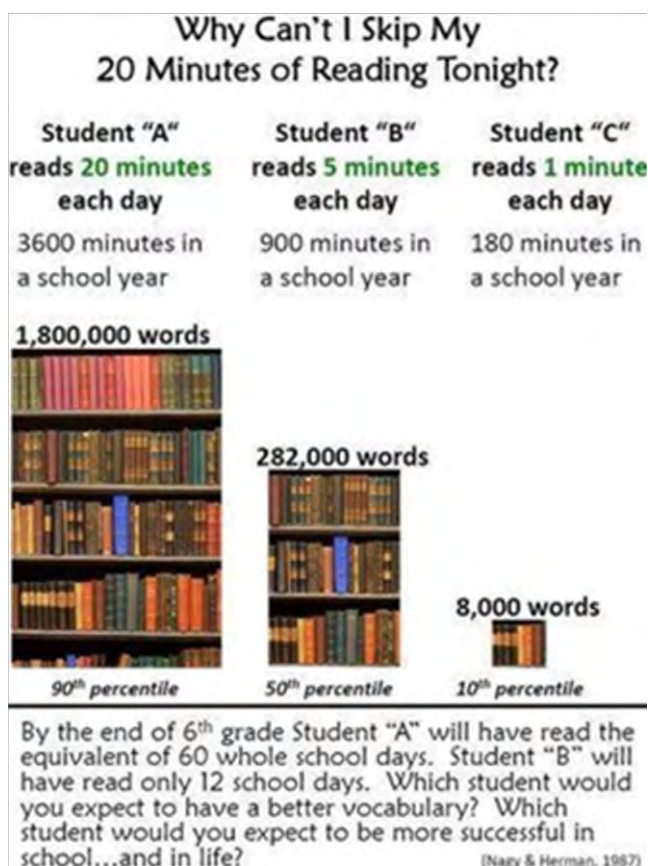 Why Can't I Skip My
20 Minutes of Reading Tonight?
Student "A"
reads 20 minutes
each day
3600 minutes in
a school year
1,800,000 words
90th percentile
Student "B"
reads 5 minutes
each day
900 minutes in
a school year
282,000 words
50th percentile
Student "C"
reads 1 minute
each day
180 minutes in
a school year
8,000 words
10th percentile
By the end of 6th grade Student "A" will have read the
equivalent of 60 whole school days. Student "B" will
have read only 12 school days. Which student would
you expect to have a better vocabulary? Which
student would you expect to be more successful in
school...and in life?
(Nagy & Herman, 1987)